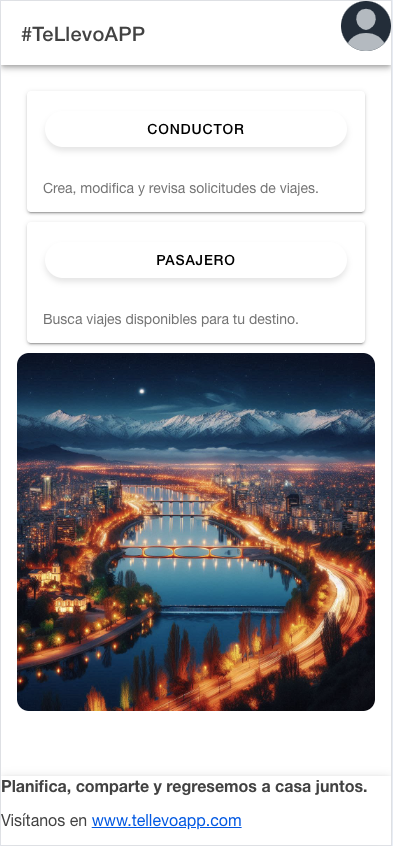 #TeLlevoAPP
CONDUCTOR
Crea, modifica y revisa solicitudes de viajes.
PASAJERO
Busca viajes disponibles para tu destino.
Planifica, comparte y regresemos a casa juntos.
Visítanos en www.tellevoapp.com